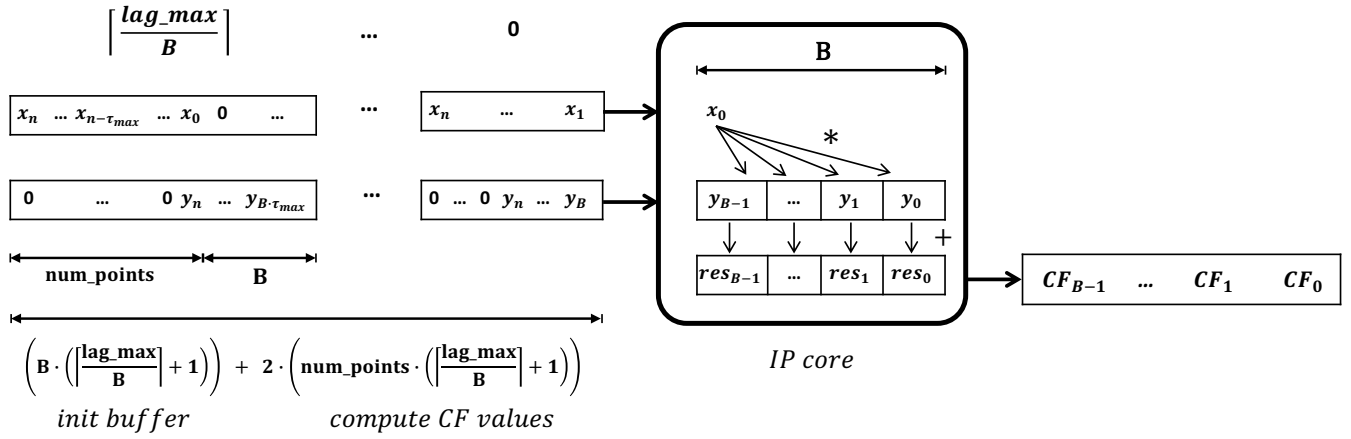 ⌈lag_max/B⌉ ... 0
x_n ... x_{n−τ_max} ... x_0 0 ...
...
x_n ... x_1
0 ... 0 y_n ... y_{B·τ_max}
...
0 ... 0 y_n ... y_B
num_points B
(B · (⌈lag_max/B⌉ + 1)) + 2 · (num_points · (⌈lag_max/B⌉ + 1))
init buffer compute CF values
B
x_0
*
y_{B−1} ... y_1 y_0
+
res_{B−1} ... res_1 res_0
IP core
CF_{B−1} ... CF_1 CF_0